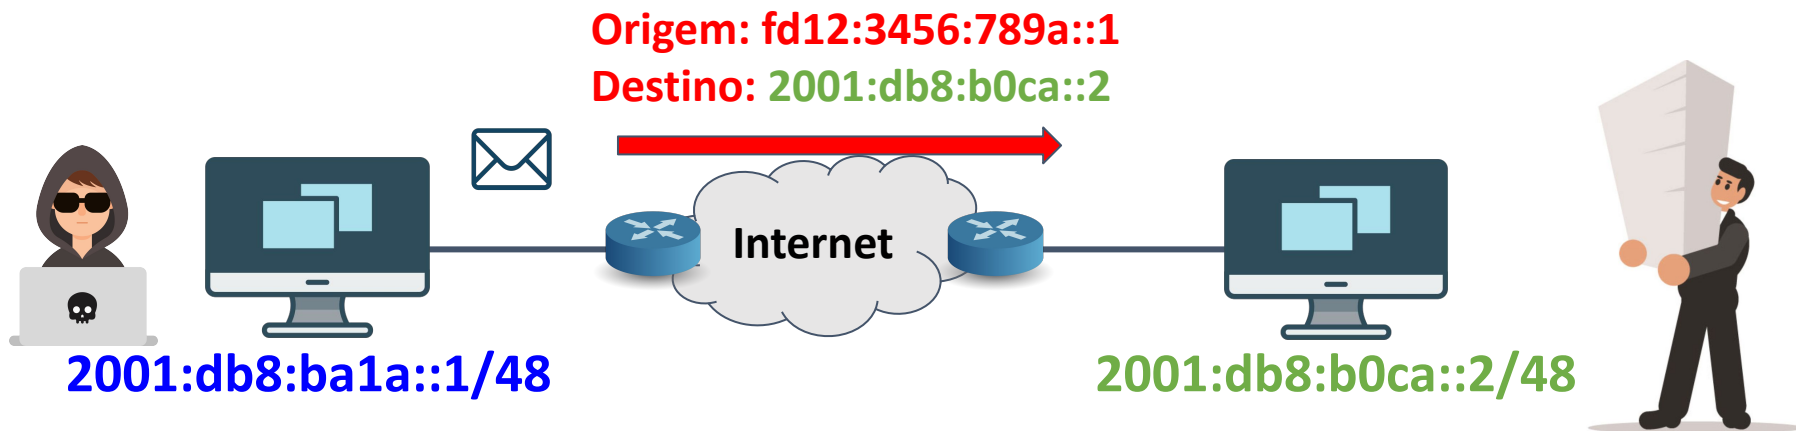 Origem: fd12:3456:789a::1
Destino: 2001:db8:b0ca::2
Internet
2001:db8:ba1a::1/48
2001:db8:b0ca::2/48